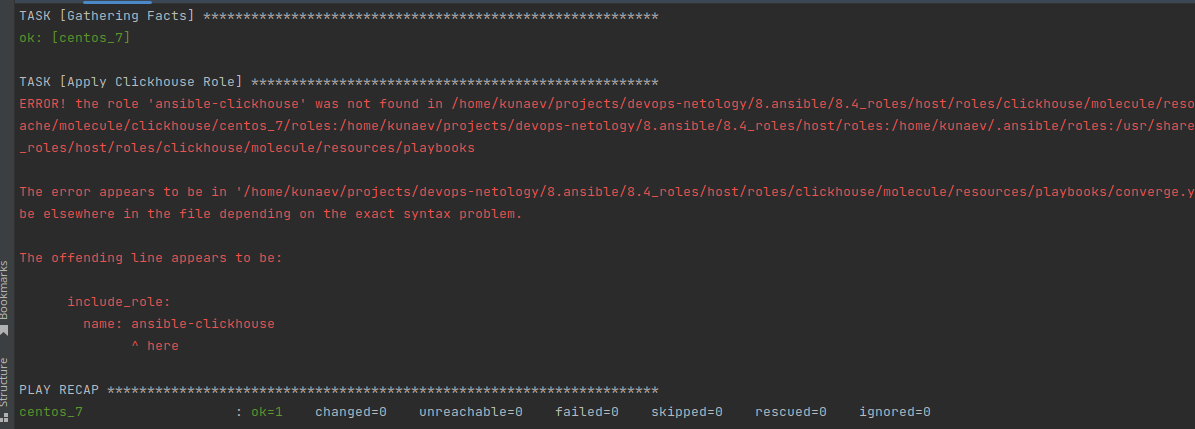 TASK [Gathering Facts] *********************************************************
ok: [centos_7]
TASK [Apply Clickhouse Role] ***************************************************
ERROR! the role 'ansible-clickhouse' was not found in /home/kunaev/projects/devops-netology/8.ansible/8.4_roles/host/roles/clickhouse/molecule/reso
ache/molecule/clickhouse/centos_7/roles:/home/kunaev/projects/devops-netology/8.ansible/8.4_roles/host/roles:/home/kunaev/.ansible/roles:/usr/share
_roles/host/roles/clickhouse/molecule/resources/playbooks
The error appears to be in '/home/kunaev/projects/devops-netology/8.ansible/8.4_roles/host/roles/clickhouse/molecule/resources/playbooks/converge.y
be elsewhere in the file depending on the exact syntax problem.
The offending line appears to be:
include_role:
name: ansible-clickhouse
^ here
PLAY RECAP *********************************************************************
centos_7 : ok=1 changed=0 unreachable=0 failed=0 skipped=0 rescued=0 ignored=0
Bookmarks
Structure